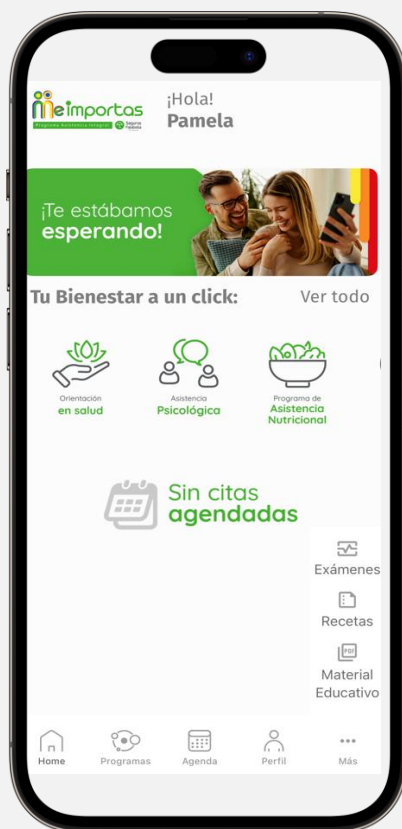 Meimportas
Programa Asistencia Integral
Seguros Falabella
¡Hola!
Pamela
¡Te estábamos
esperando!
Tu Bienestar a un click:
Ver todo
Orientación
en salud
Asistencia
Psicológica
Programa de
Asistencia
Nutricional
Sin citas
agendadas
Exámenes
Recetas
PDF
Material
Educativo
Home
Programas
Agenda
Perfil
Más